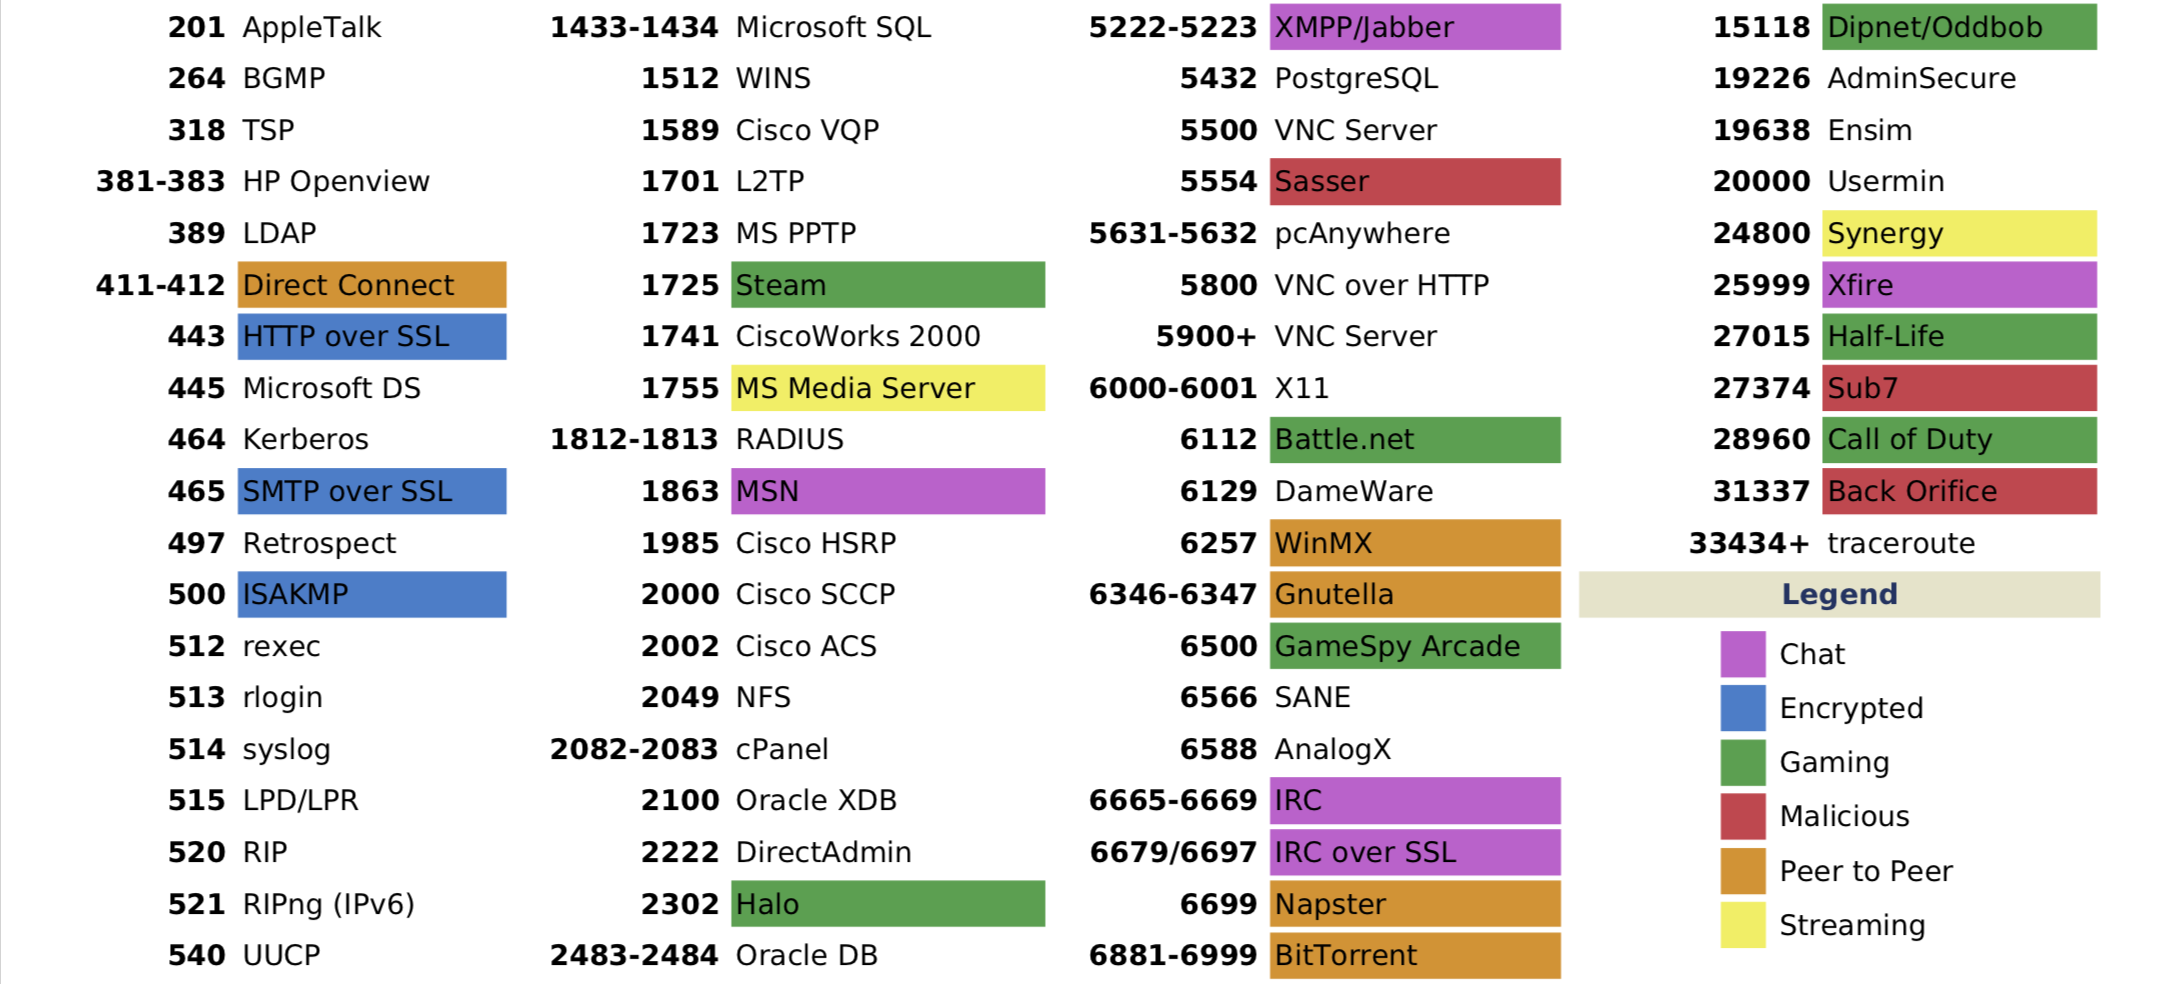 201 AppleTalk
264 BGMP
318 TSP
381-383 HP Openview
389 LDAP
411-412 Direct Connect
443 HTTP over SSL
445 Microsoft DS
464 Kerberos
465 SMTP over SSL
497 Retrospect
500 ISAKMP
512 rexec
513 rlogin
514 syslog
515 LPD/LPR
520 RIP
521 RIPng (IPv6)
540 UUCP
1433-1434 Microsoft SQL
1512 WINS
1589 Cisco VQP
1701 L2TP
1723 MS PPTP
1725 Steam
1741 CiscoWorks 2000
1755 MS Media Server
1812-1813 RADIUS
1863 MSN
1985 Cisco HSRP
2000 Cisco SCCP
2002 Cisco ACS
2049 NFS
2082-2083 cPanel
2100 Oracle XDB
2222 DirectAdmin
2302 Halo
2483-2484 Oracle DB
5222-5223 XMPP/Jabber
5432 PostgreSQL
5500 VNC Server
5554 Sasser
5631-5632 pcAnywhere
5800 VNC over HTTP
5900+ VNC Server
6000-6001 X11
6112 Battle.net
6129 DameWare
6257 WinMX
6346-6347 Gnutella
6500 GameSpy Arcade
6566 SANE
6588 AnalogX
6665-6669 IRC
6679/6697 IRC over SSL
6699 Napster
6881-6999 BitTorrent
15118 Dipnet/Oddbob
19226 AdminSecure
19638 Ensim
20000 Usermin
24800 Synergy
25999 Xfire
27015 Half-Life
27374 Sub7
28960 Call of Duty
31337 Back Orifice
33434+ traceroute
Legend
Chat
Encrypted
Gaming
Malicious
Peer to Peer
Streaming